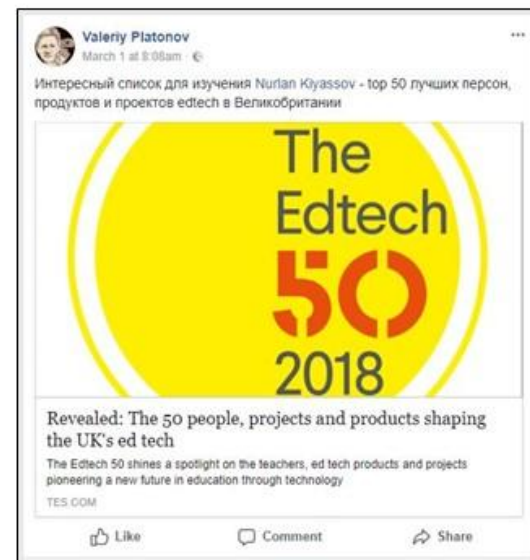 Valeriy Platonov
March 1 at 8:08am ·
Интересный список для изучения Nurlan Kiyassov - top 50 лучших персон,
продуктов и проектов edtech в Великобритании
The
Edtech
50
2018
Revealed: The 50 people, projects and products shaping
the UK's ed tech
The Edtech 50 shines a spotlight on the teachers, ed tech products and projects
pioneering a new future in education through technology
TES.COM
Like Comment Share